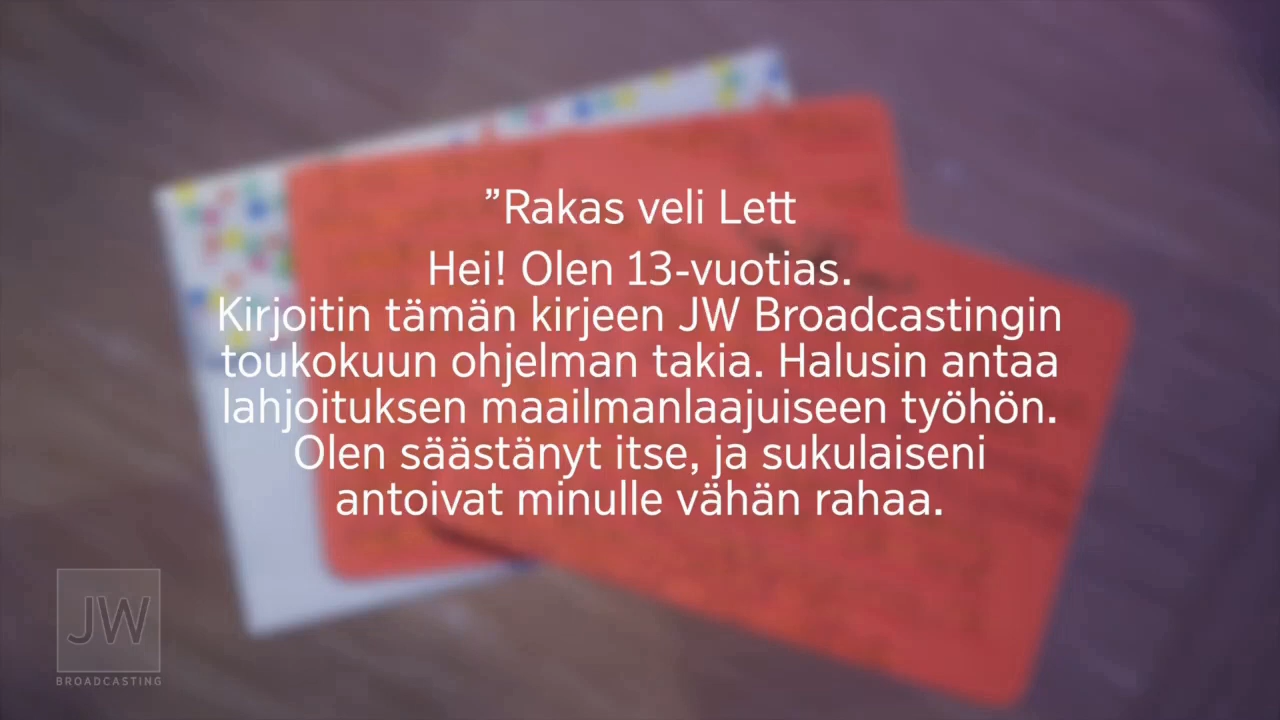 ”Rakas veli Lett
Hei! Olen 13-vuotias.
Kirjoitin tämän kirjeen JW Broadcastingin
toukokuun ohjelman takia. Halusin antaa
lahjoituksen maailmanlaajuiseen työhön.
Olen säästänyt itse, ja sukulaiseni
antoivat minulle vähän rahaa.
JW
BROADCASTING